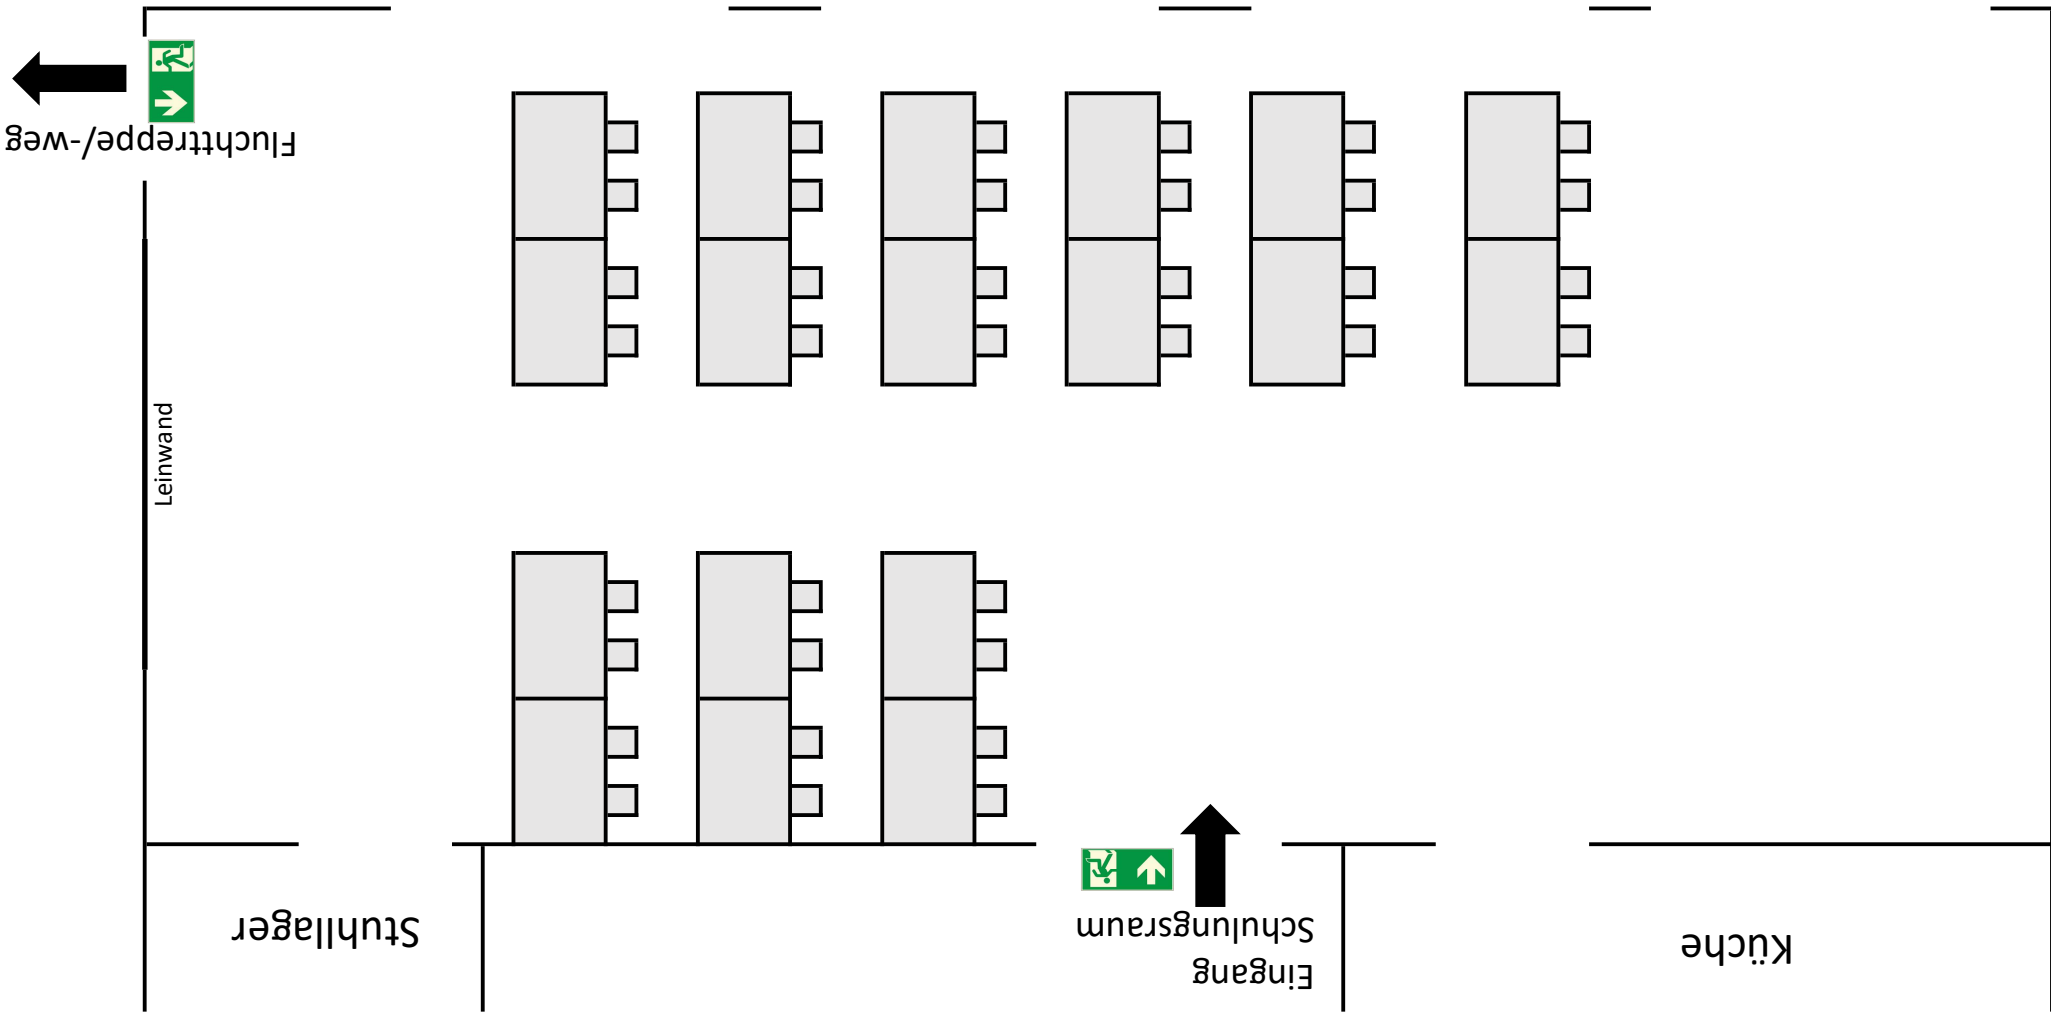 Fluchttreppe/-weg
Leinwand
Stuhllager
Eingang
Schulungsraum
Küche